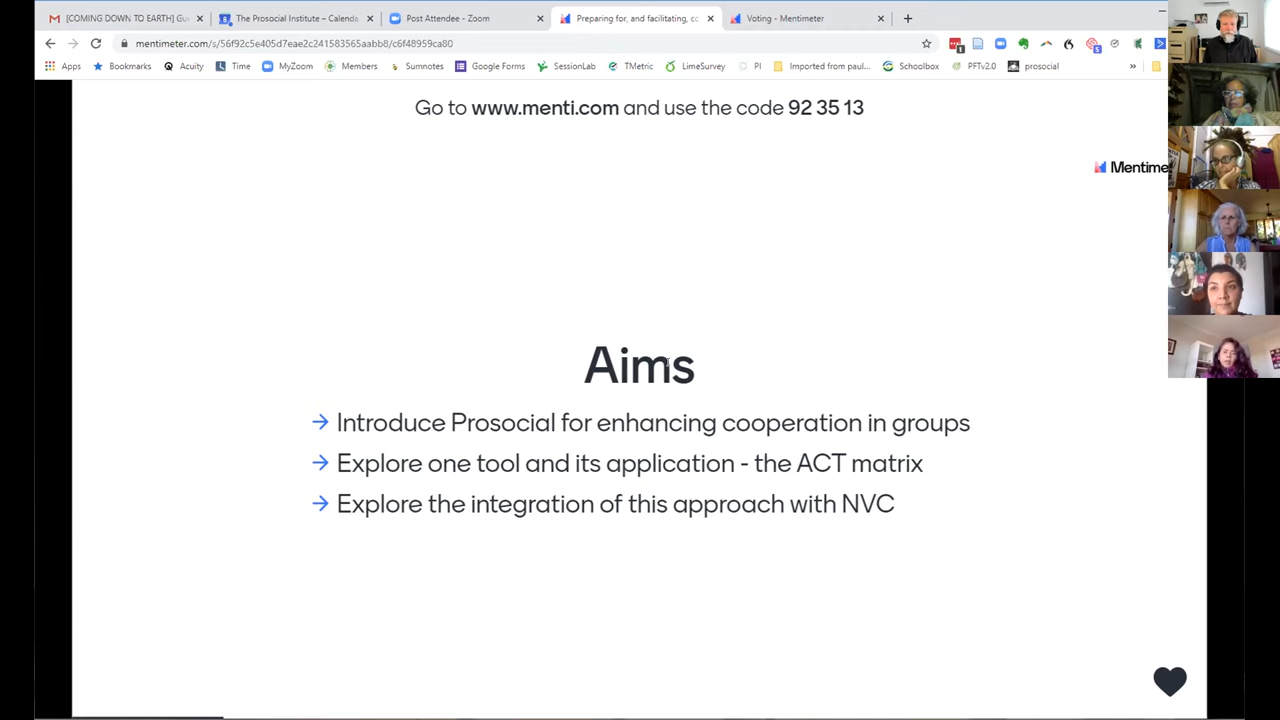 [COMING DOWN TO EARTH] Gu
The Prosocial Institute – Calenda
Post Attendee - Zoom
Preparing for, and facilitating, co
Voting - Mentimeter
mentimeter.com/s/56f92c5e405d7eae2c241583565aabb8/c6f48959ca80
Apps
Bookmarks
Acuity
Time
MyZoom
Members
Sumnotes
Google Forms
SessionLab
TMetric
LimeSurvey
PI
Imported from paul...
Schoolbox
PFTv2.0
prosocial
Go to www.menti.com and use the code 92 35 13
Mentime
Aims
Introduce Prosocial for enhancing cooperation in groups
Explore one tool and its application - the ACT matrix
Explore the integration of this approach with NVC